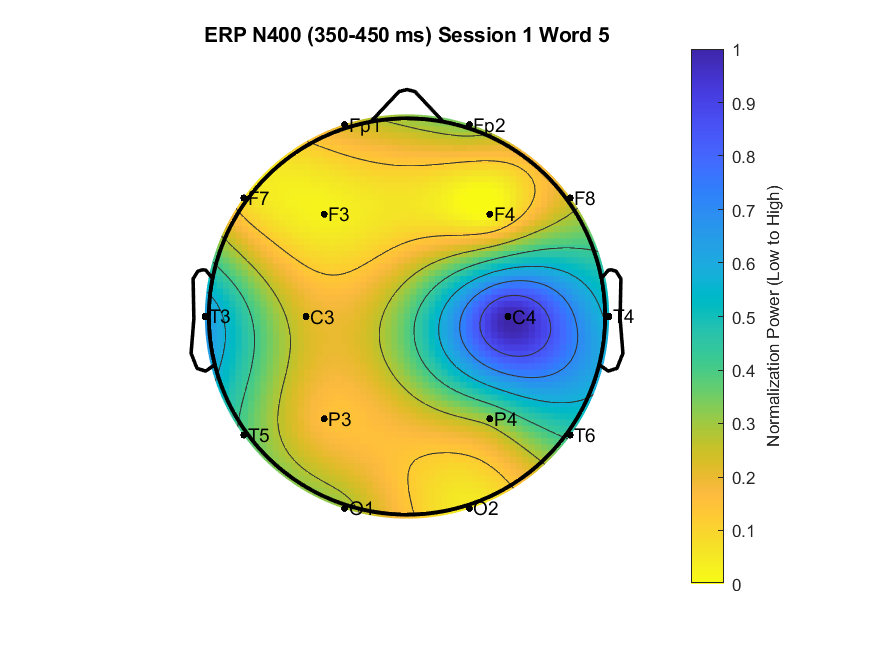 ERP N400 (350-450 ms) Session 1 Word 5
Fp1 Fp2
F7 F8
F3 F4
T3 C3 C4 T4
P3 P4
T5 T6
O1 O2
1
0.9
0.8
0.7
0.6
0.5
0.4
0.3
0.2
0.1
0
Normalization Power (Low to High)